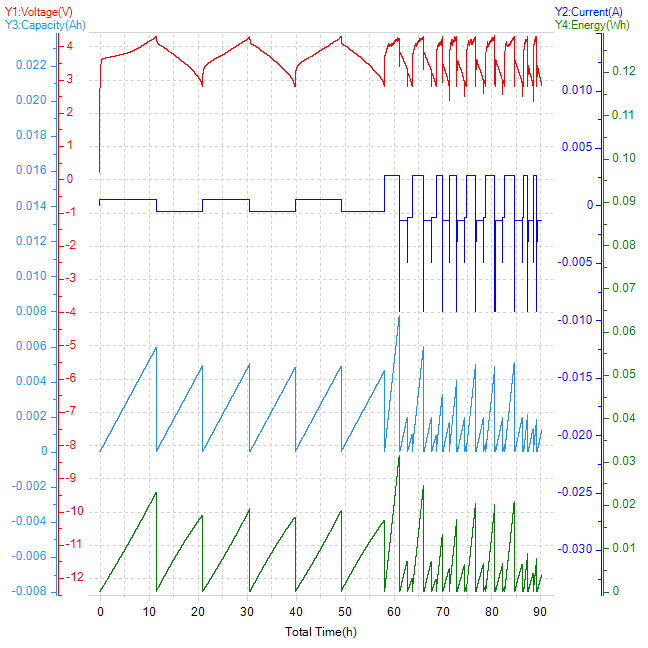 Y1:Voltage(V) Y2:Current(A)
Y3:Capacity(Ah) Y4:Energy(Wh)
4
0.022 3 0.010 0.12
0.020 2 0.11
0.018 1 0.005 0.10
0.016 0 0.09
0.014 -1 0 0.08
0.012 -2 -0.005
0.010 -3 0.07
0.008 -4 -0.010 0.06
0.006 -5
0.004 -6 -0.015 0.05
0.002 -7 -0.020 0.04
0 -8 0.03
-0.002 -9 -0.025
-0.004 -10 0.02
-0.006 -11 -0.030 0.01
-0.008 -12 0
0 10 20 30 40 50 60 70 80 90
Total Time(h)